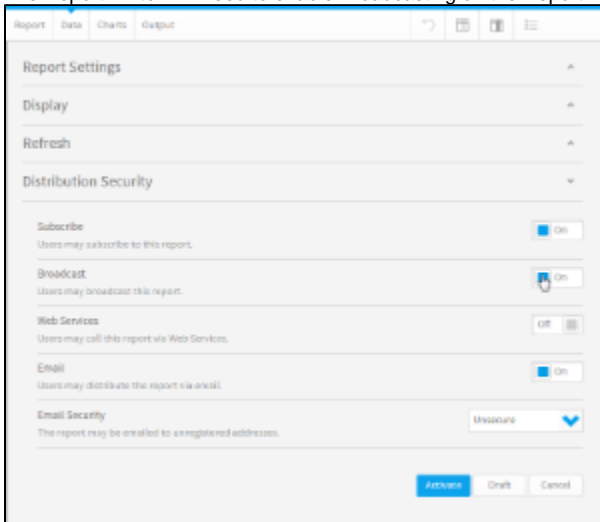 Report Data Charts Output
Report Settings
Display
Refresh
Distribution Security
Subscribe
On
Users may subscribe to this report.
Broadcast
On
Users may broadcast this report.
Web Services
Off
Users may call this report via Web Services.
Email
On
Users may distribute the report via email.
Email Security
Unsecure
The report may be emailed to unregistered addresses.
Activate Draft Cancel